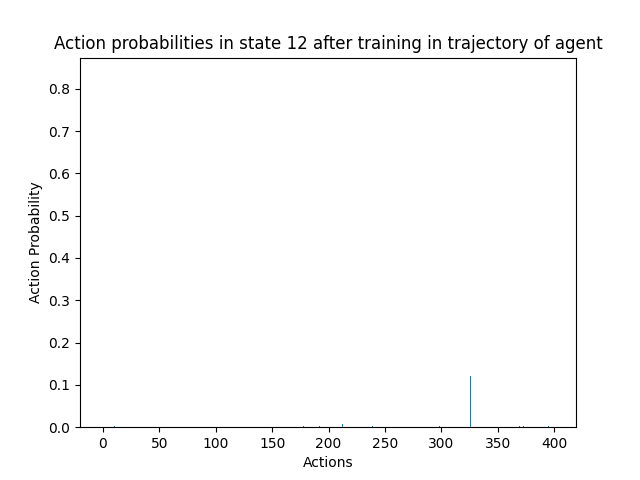 Action probabilities in state 12 after training in trajectory of agent
0.8
0.7
0.6
0.5
0.4
0.3
0.2
0.1
0.0
Action Probability
0 50 100 150 200 250 300 350 400
Actions